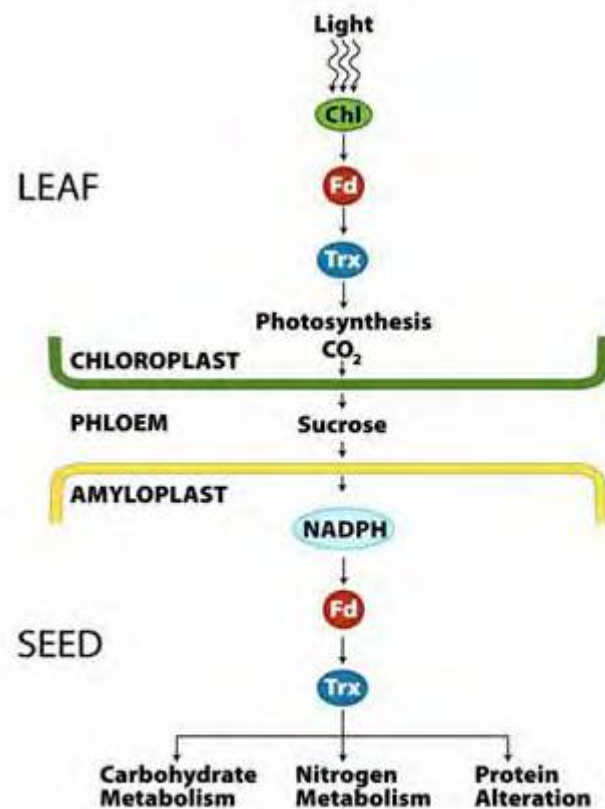 Light
Chl
LEAF
Fd
Trx
Photosynthesis
CO₂
CHLOROPLAST
PHLOEM
Sucrose
AMYLOPLAST
NADPH
Fd
SEED
Trx
Carbohydrate
Metabolism
Nitrogen
Metabolism
Protein
Alteration